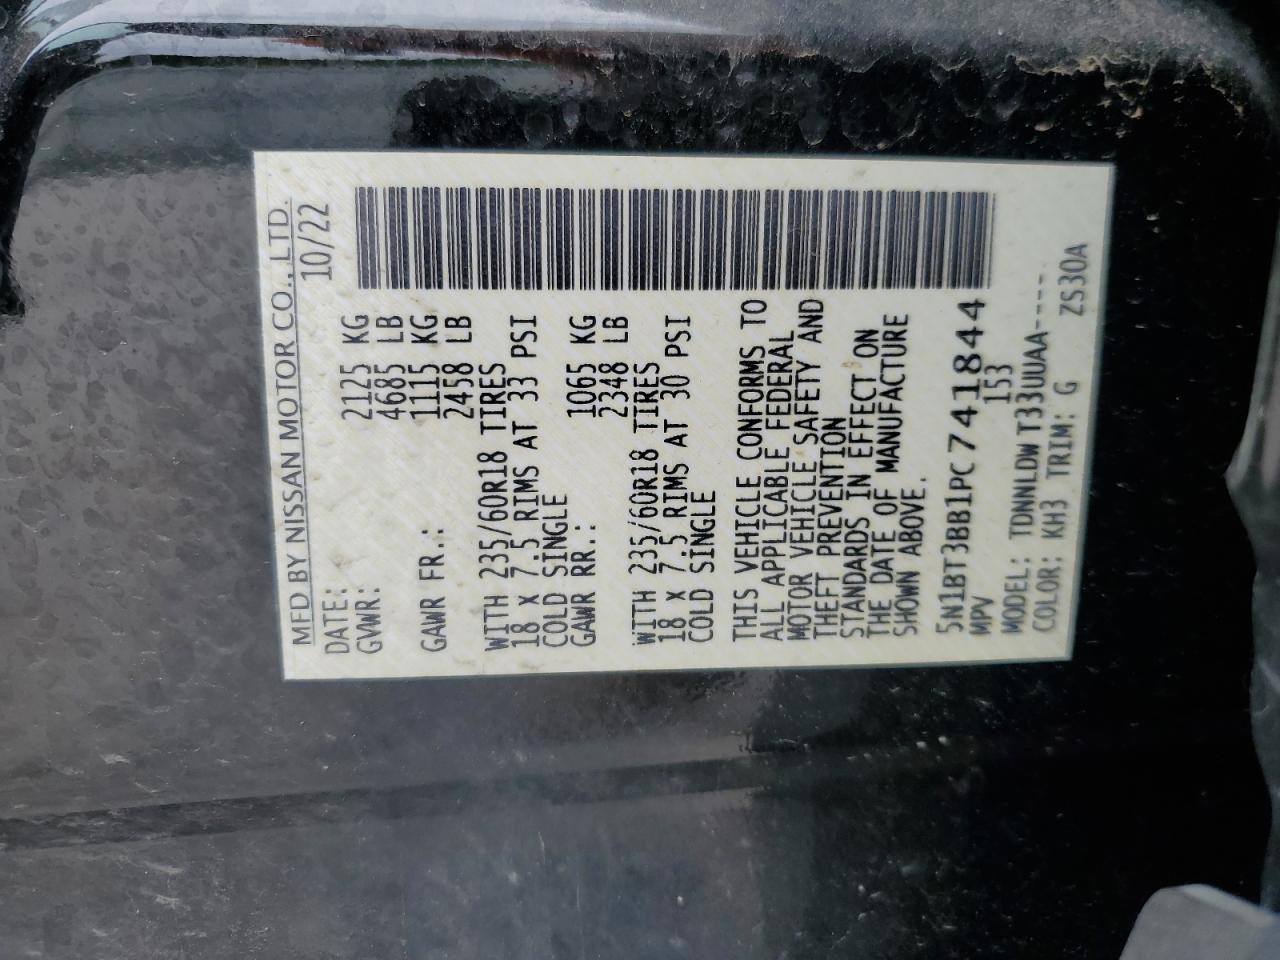 MFD BY NISSAN MOTOR CO., LTD.
DATE: 10/22
GVWR: 2125 KG
4685 LB
GAWR FR.: 1115 KG
2458 LB
WITH 235/60R18 TIRES
18 x 7.5 RIMS AT 33 PSI
COLD SINGLE
GAWR RR.: 1065 KG
2348 LB
WITH 235/60R18 TIRES
18 x 7.5 RIMS AT 30 PSI
COLD SINGLE
THIS VEHICLE CONFORMS TO
ALL APPLICABLE FEDERAL
MOTOR VEHICLE SAFETY AND
THEFT PREVENTION
STANDARDS IN EFFECT ON
THE DATE OF MANUFACTURE
SHOWN ABOVE.
5N1BT3BB1PC741844
MPV 153
MODEL: TDNNLDW T33UUAA----
COLOR: KH3 TRIM: G ZS30A